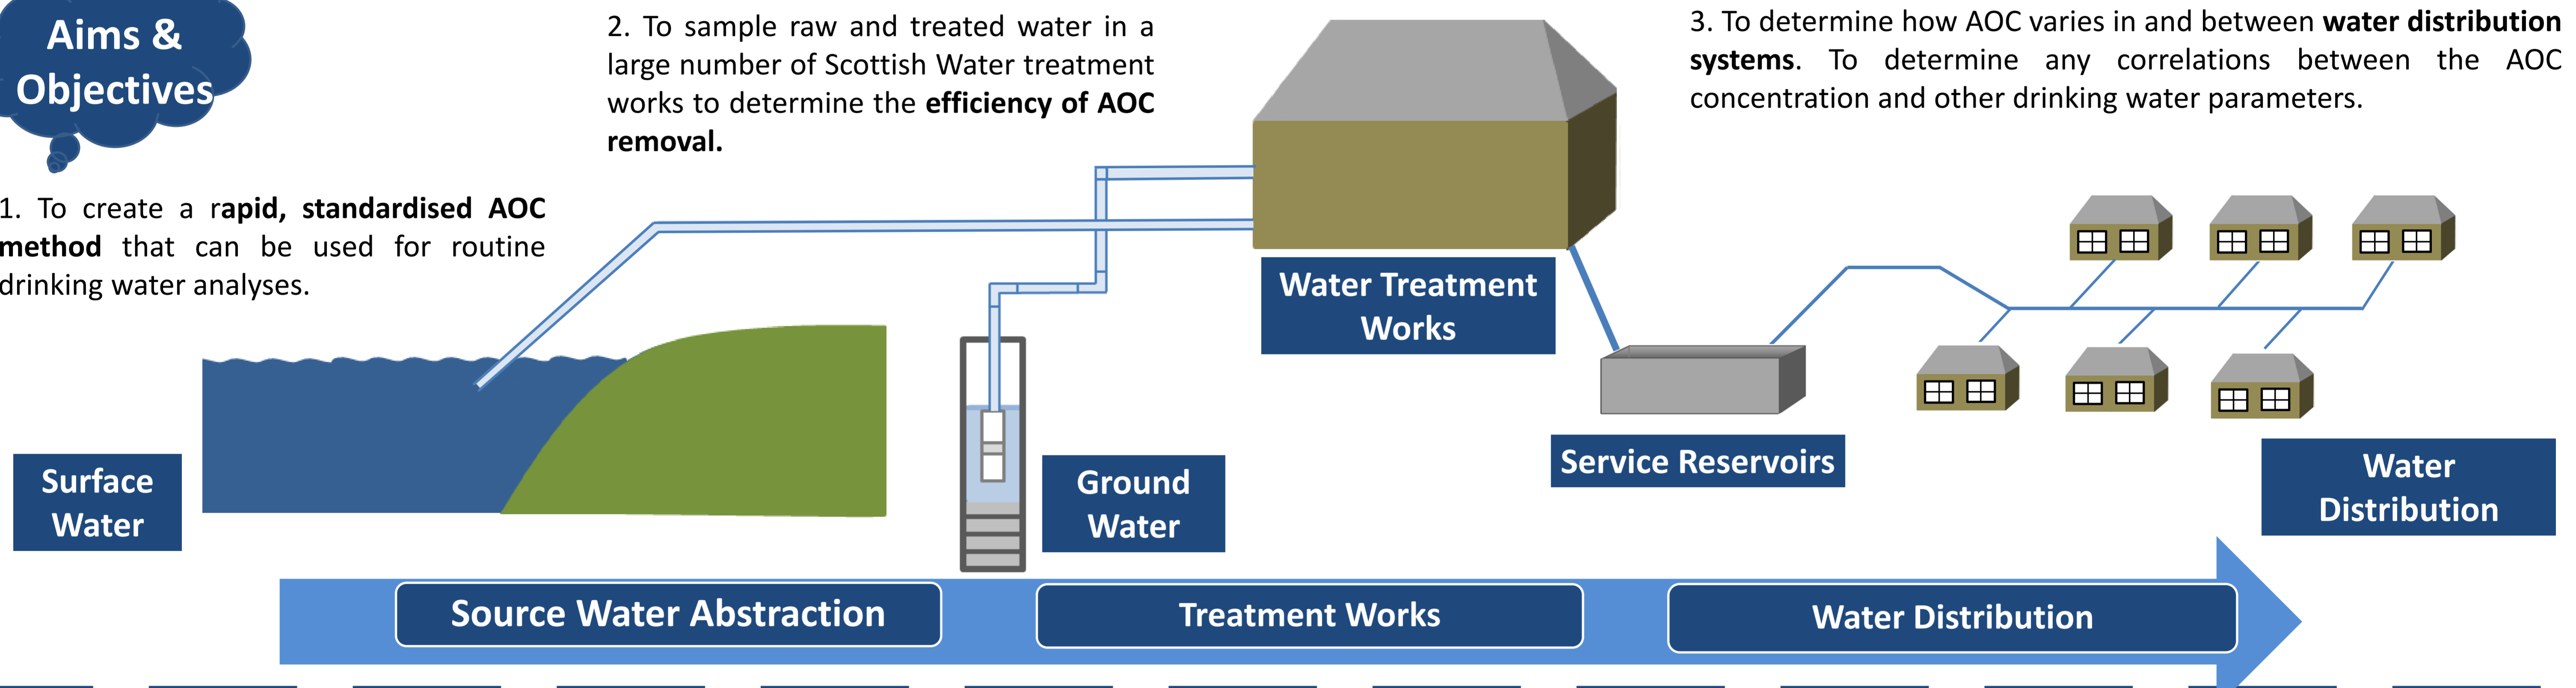 Aims &
Objectives
1. To create a rapid, standardised AOC
method that can be used for routine
drinking water analyses.
2. To sample raw and treated water in a
large number of Scottish Water treatment
works to determine the efficiency of AOC
removal.
3. To determine how AOC varies in and between water distribution
systems. To determine any correlations between the AOC
concentration and other drinking water parameters.
Surface
Water
Ground
Water
Water Treatment
Works
Service Reservoirs
Water
Distribution
Source Water Abstraction
Treatment Works
Water Distribution